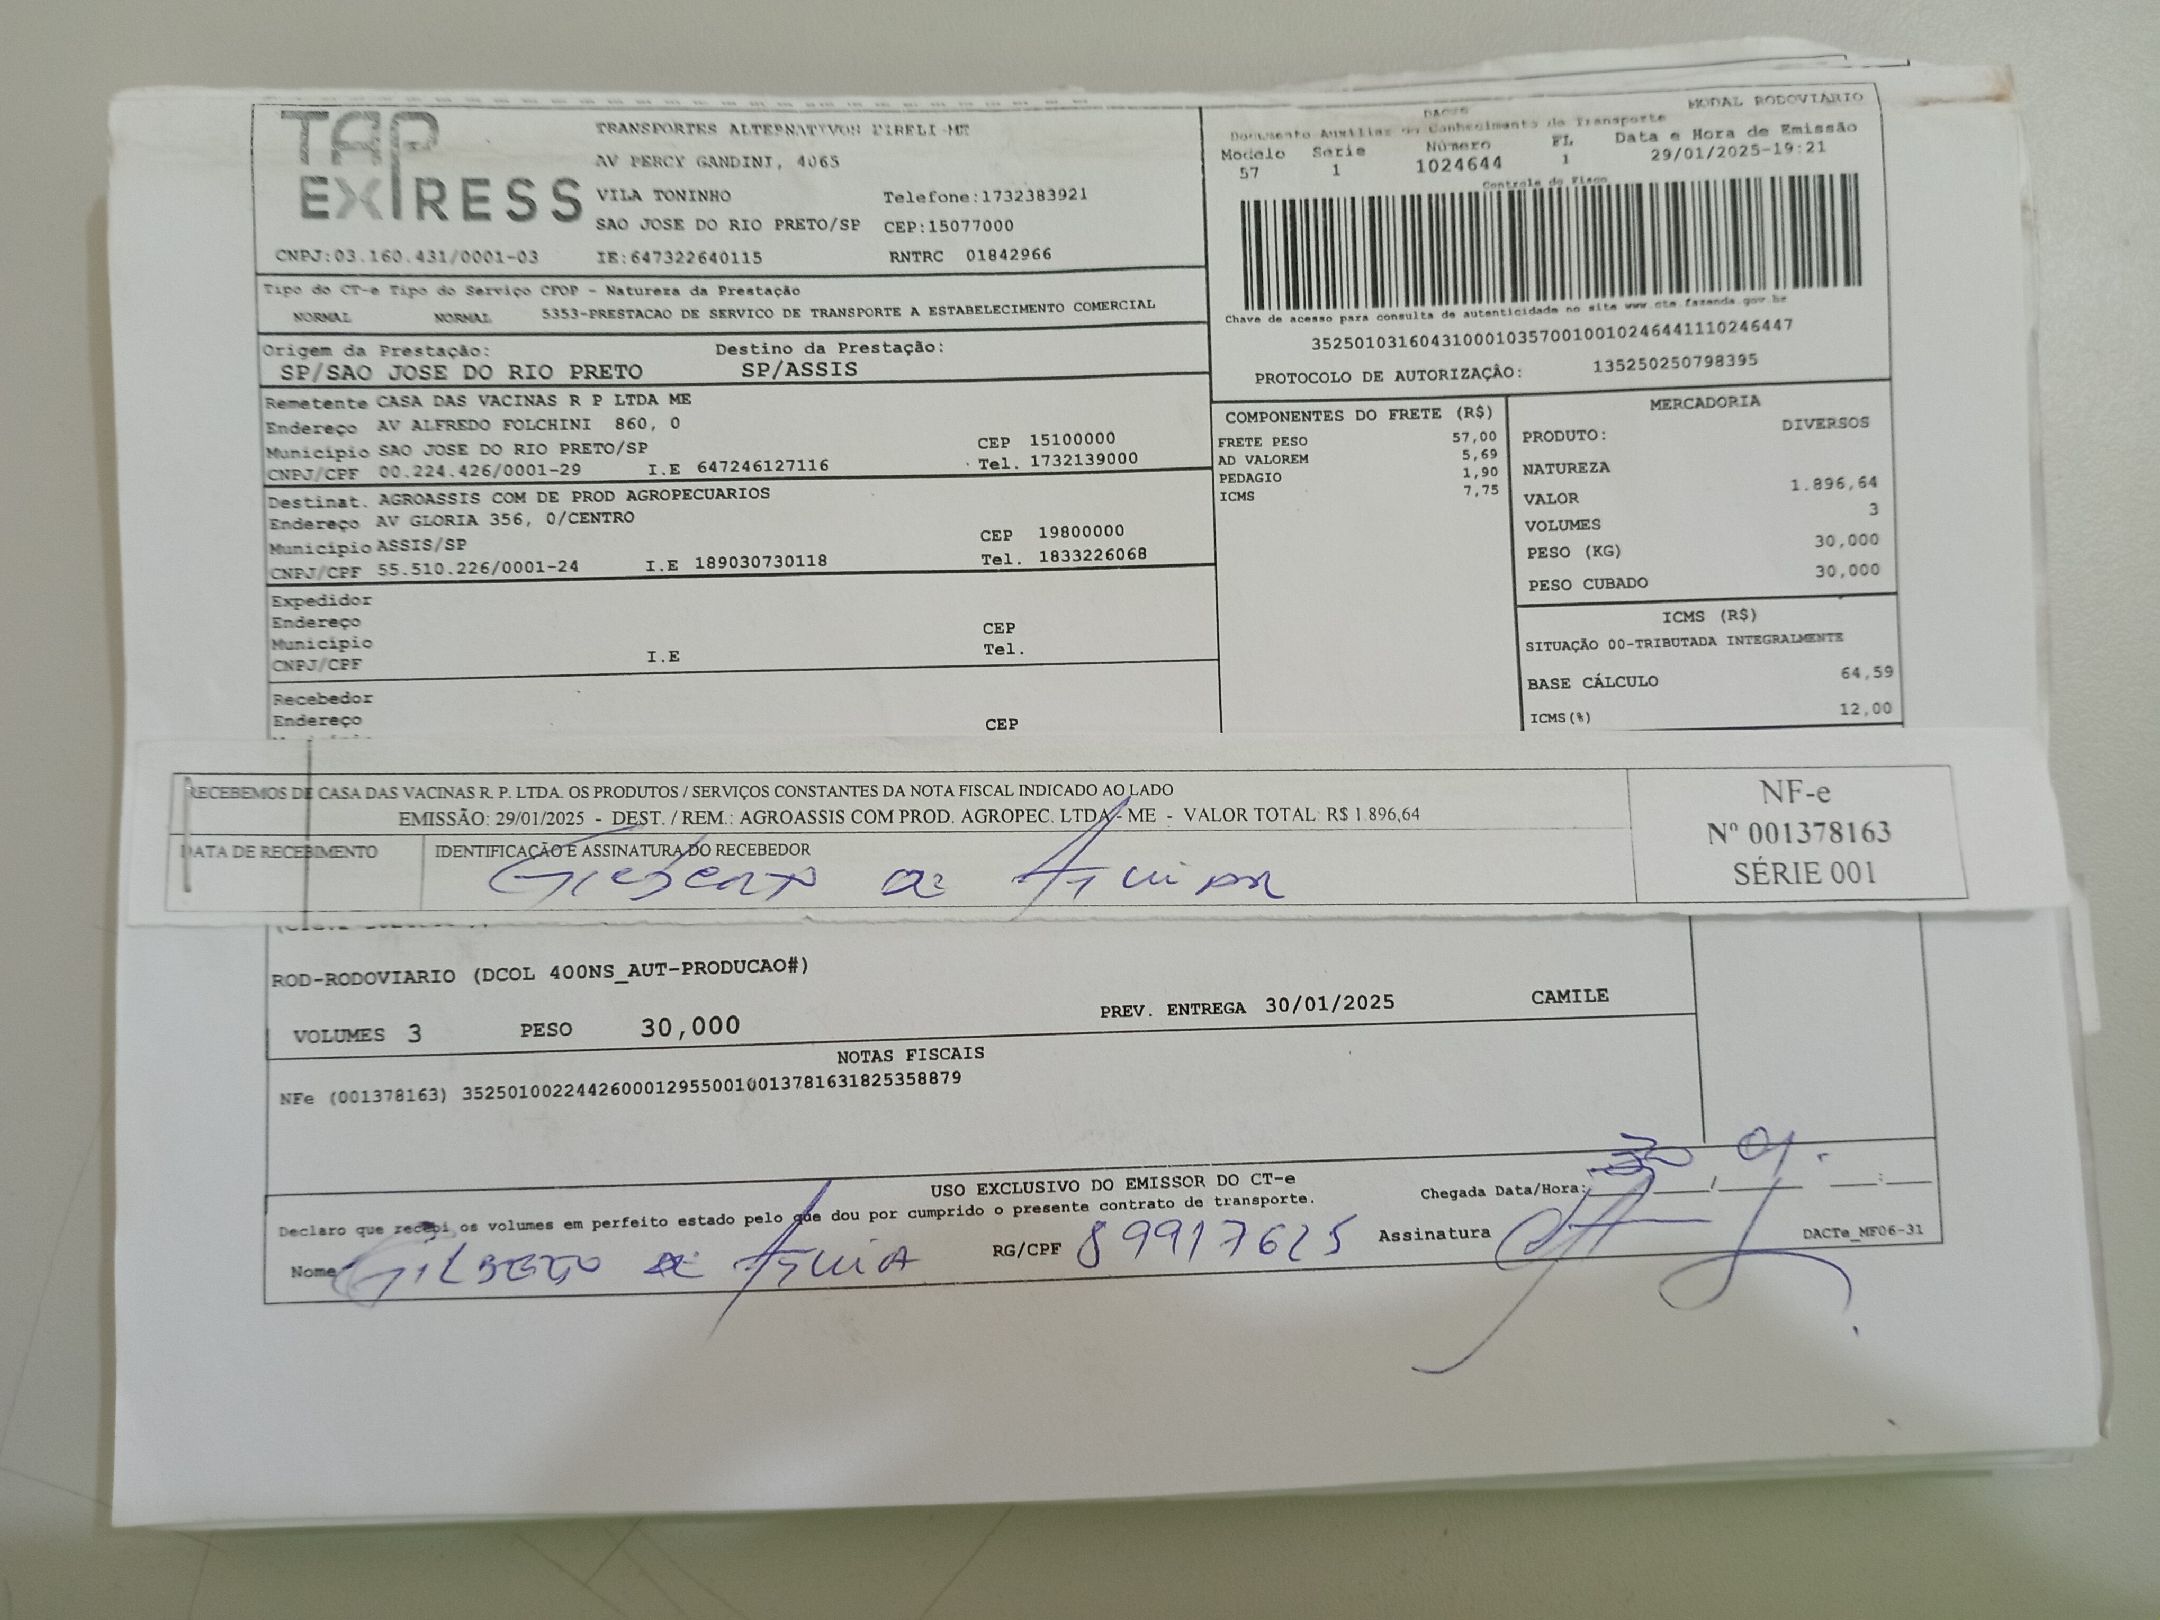 TAP EXPRESS
TRANSPORTES ALTERNATIVOS EIRELI-ME
AV PERCY GANDINI, 4065
VILA TONINHO Telefone:1732383921
SAO JOSE DO RIO PRETO/SP CEP:15077000
CNPJ:03.160.431/0001-03 IE:647322640115 RNTRC 01842966
DACTE MODAL RODOVIÁRIO
Documento Auxiliar do Conhecimento de Transporte
Modelo Serie Número FL Data e Hora de Emissão
57 1 1024644 1 29/01/2025-19:21
Controle do Fisco
Chave de acesso para consulta de autenticidade no site www.cte.fazenda.gov.br
35250103160431000103570010010246441110246447
PROTOCOLO DE AUTORIZAÇÃO: 135250250798395
Tipo do CT-e Tipo do Serviço CFOP - Natureza da Prestação
NORMAL NORMAL 5353-PRESTACAO DE SERVICO DE TRANSPORTE A ESTABELECIMENTO COMERCIAL
Origem da Prestação: Destino da Prestação:
SP/SAO JOSE DO RIO PRETO SP/ASSIS
Remetente CASA DAS VACINAS R P LTDA ME
Endereço AV ALFREDO FOLCHINI 860, 0
Município SAO JOSE DO RIO PRETO/SP CEP 15100000
CNPJ/CPF 00.224.426/0001-29 I.E 647246127116 Tel. 1732139000
Destinat. AGROASSIS COM DE PROD AGROPECUARIOS
Endereço AV GLORIA 356, 0/CENTRO
Município ASSIS/SP CEP 19800000
CNPJ/CPF 55.510.226/0001-24 I.E 189030730118 Tel. 1833226068
Expedidor
Endereço
Município CEP
CNPJ/CPF I.E Tel.
Recebedor
Endereço CEP
COMPONENTES DO FRETE (R$)
FRETE PESO 57,00
AD VALOREM 5,69
PEDAGIO 1,90
ICMS 7,75
MERCADORIA
PRODUTO: DIVERSOS
NATUREZA
VALOR 1.896,64
VOLUMES 3
PESO (KG) 30,000
PESO CUBADO 30,000
ICMS (R$)
SITUAÇÃO 00-TRIBUTADA INTEGRALMENTE
BASE CÁLCULO 64,59
ICMS(%) 12,00
RECEBEMOS DE CASA DAS VACINAS R. P. LTDA. OS PRODUTOS / SERVIÇOS CONSTANTES DA NOTA FISCAL INDICADO AO LADO
EMISSÃO: 29/01/2025 - DEST. / REM.: AGROASSIS COM PROD. AGROPEC. LTDA - ME - VALOR TOTAL: R$ 1.896,64
DATA DE RECEBIMENTO IDENTIFICAÇÃO E ASSINATURA DO RECEBEDOR
Gilberto de Aguiar
NF-e
Nº 001378163
SÉRIE 001
ROD-RODOVIARIO (DCOL 400NS_AUT-PRODUCAO#)
VOLUMES 3 PESO 30,000 PREV. ENTREGA 30/01/2025 CAMILE
NOTAS FISCAIS
NFe (001378163) 35250100224426000129550010013781631825358879
USO EXCLUSIVO DO EMISSOR DO CT-e
Declaro que recebi os volumes em perfeito estado pelo que dou por cumprido o presente contrato de transporte.
Chegada Data/Hora: 30/01
Nome Gilberto de Aguia RG/CPF 89917625 Assinatura
DACTe_MF06-31